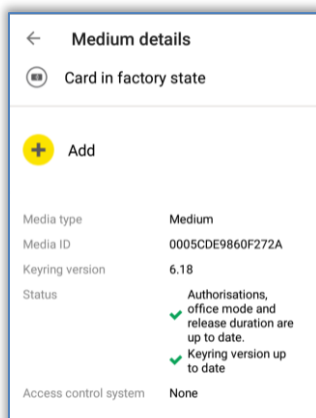 Medium details
Card in factory state
Add
Media type Medium
Media ID 0005CDE9860F272A
Keyring version 6.18
Status Authorisations,
office mode and
release duration are
up to date.
Keyring version up
to date
Access control system None